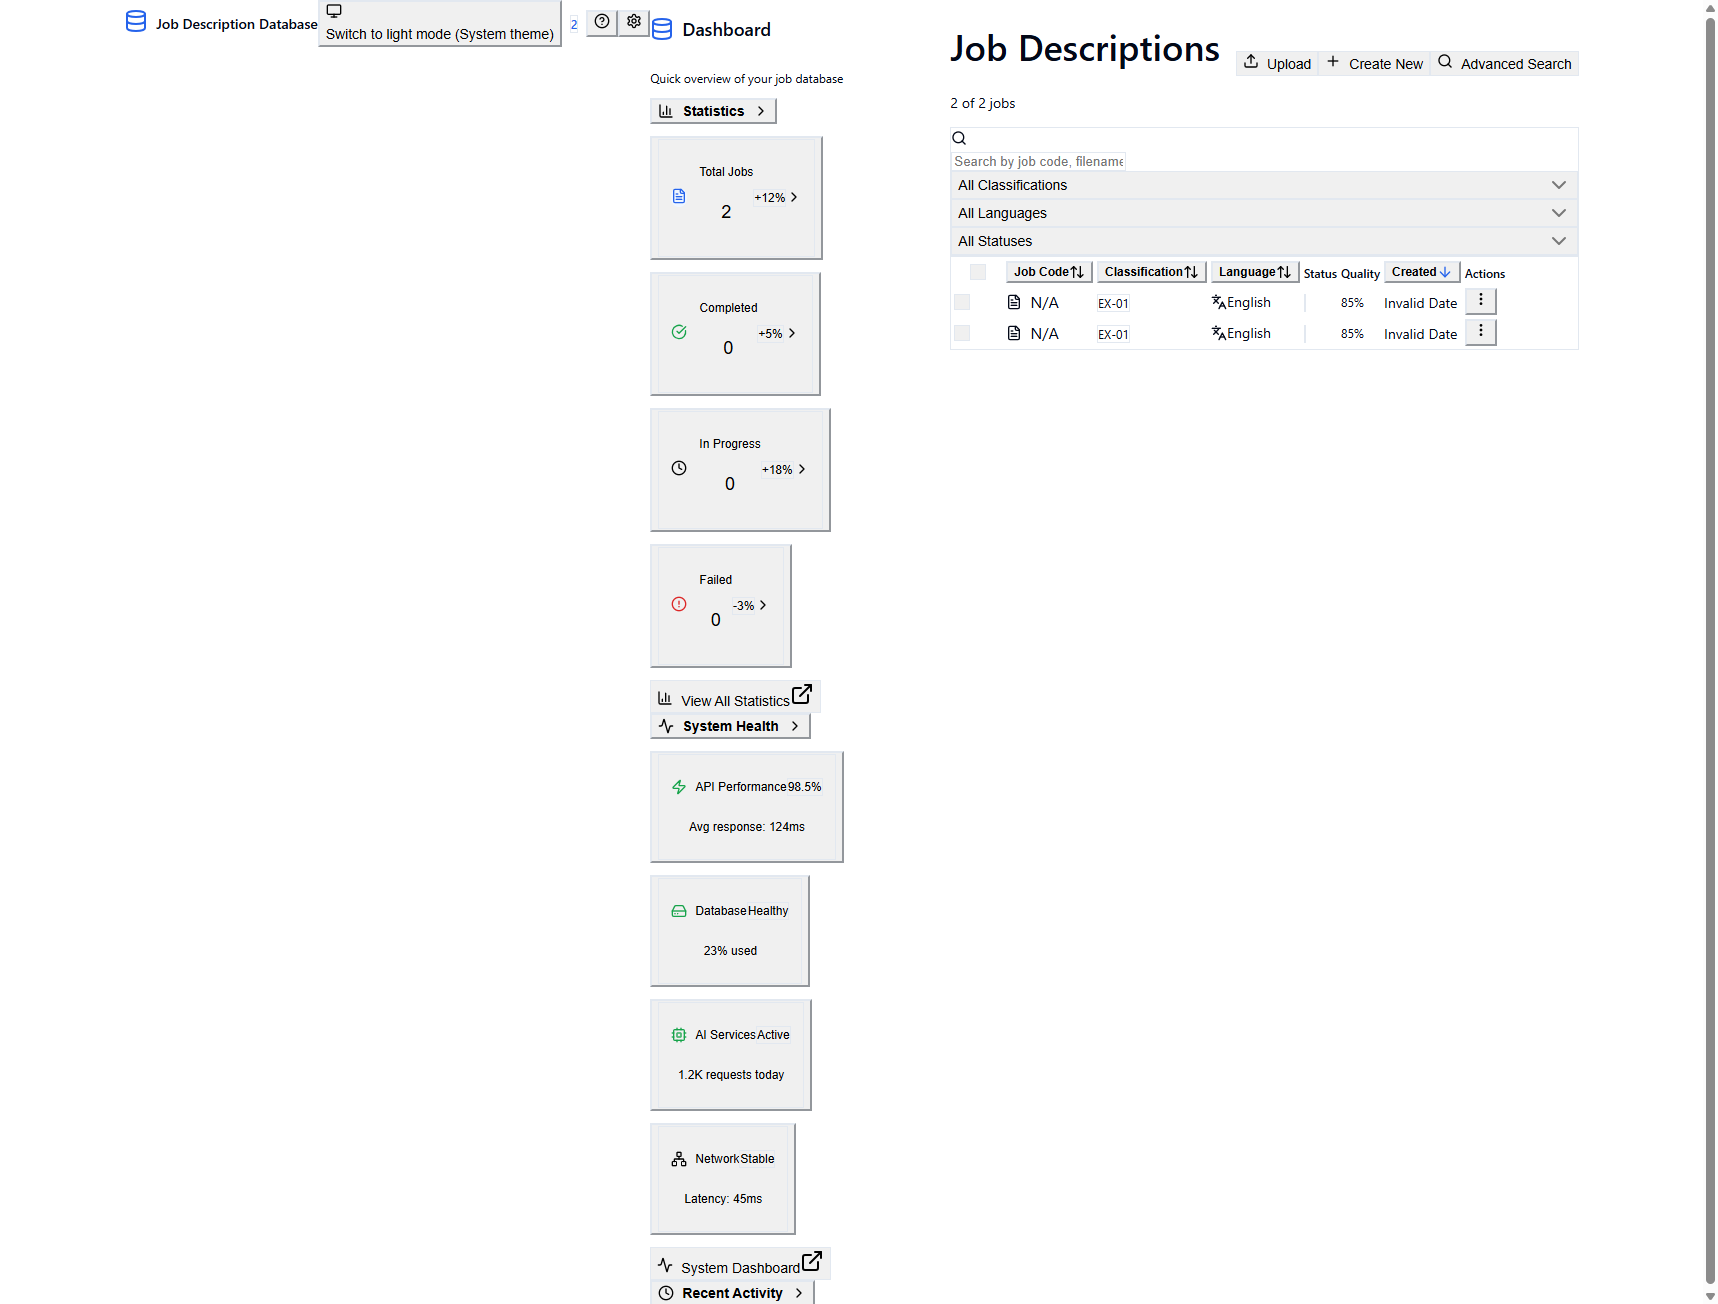 Job Description Database
Switch to light mode (System theme)
2
Dashboard
Quick overview of your job database
Statistics
Total Jobs
2
+12%
Completed
0
+5%
In Progress
0
+18%
Failed
0
-3%
View All Statistics
System Health
API Performance 98.5%
Avg response: 124ms
Database Healthy
23% used
AI Services Active
1.2K requests today
Network Stable
Latency: 45ms
System Dashboard
Recent Activity
Job Descriptions
Upload
Create New
Advanced Search
2 of 2 jobs
Search by job code, filename
All Classifications
All Languages
All Statuses
Job Code Classification Language Status Quality Created Actions
N/A EX-01 English 85% Invalid Date
N/A EX-01 English 85% Invalid Date